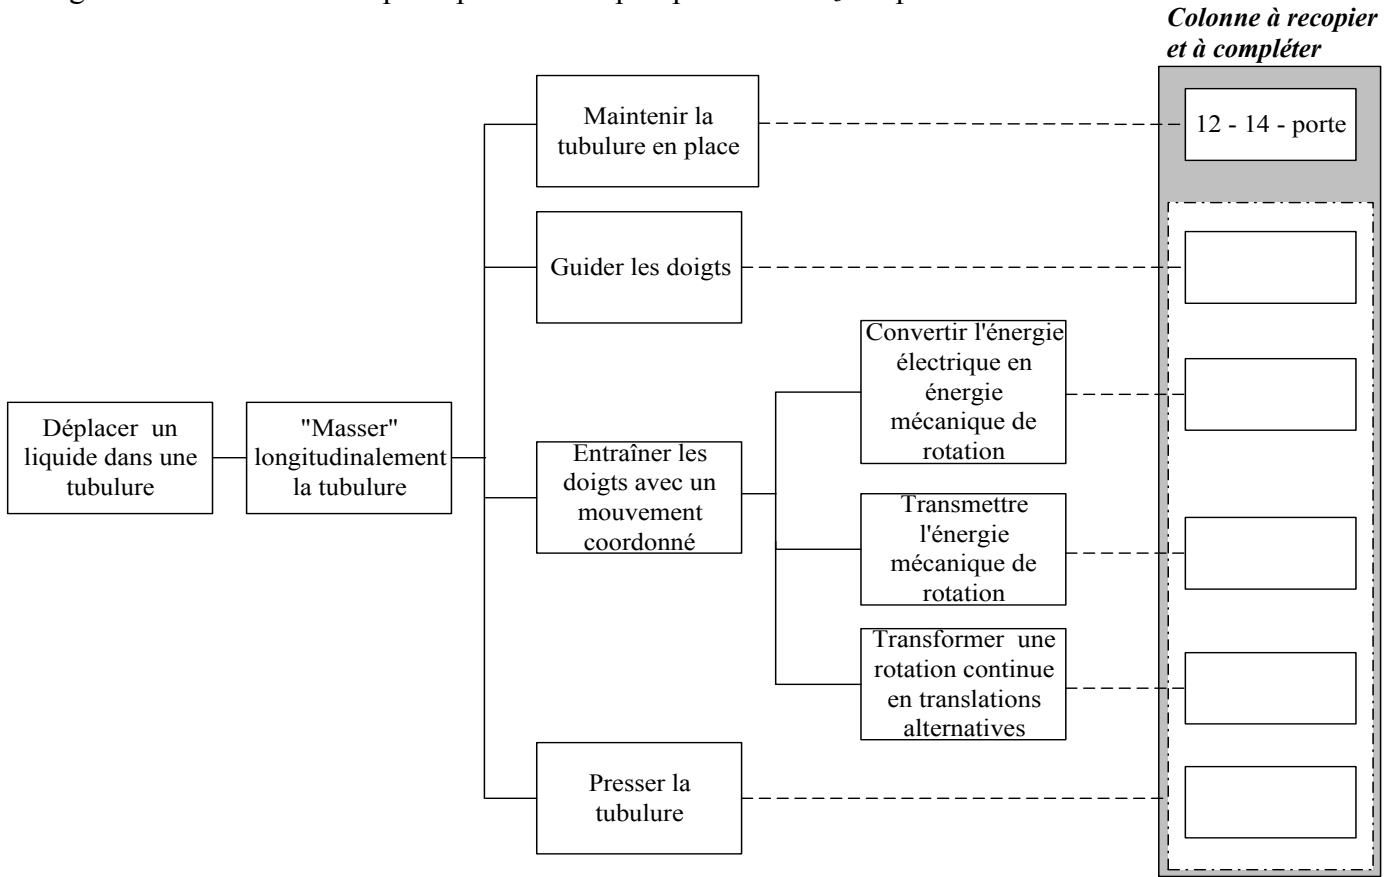 Colonne à recopier
et à compléter
Maintenir la
tubulure en place
12 - 14 - porte
Guider les doigts
Convertir l'énergie
électrique en
énergie
mécanique de
rotation
Déplacer un
liquide dans une
tubulure
"Masser"
longitudinalement
la tubulure
Entraîner les
doigts avec un
mouvement
coordonné
Transmettre
l'énergie
mécanique de
rotation
Transformer une
rotation continue
en translations
alternatives
Presser la
tubulure